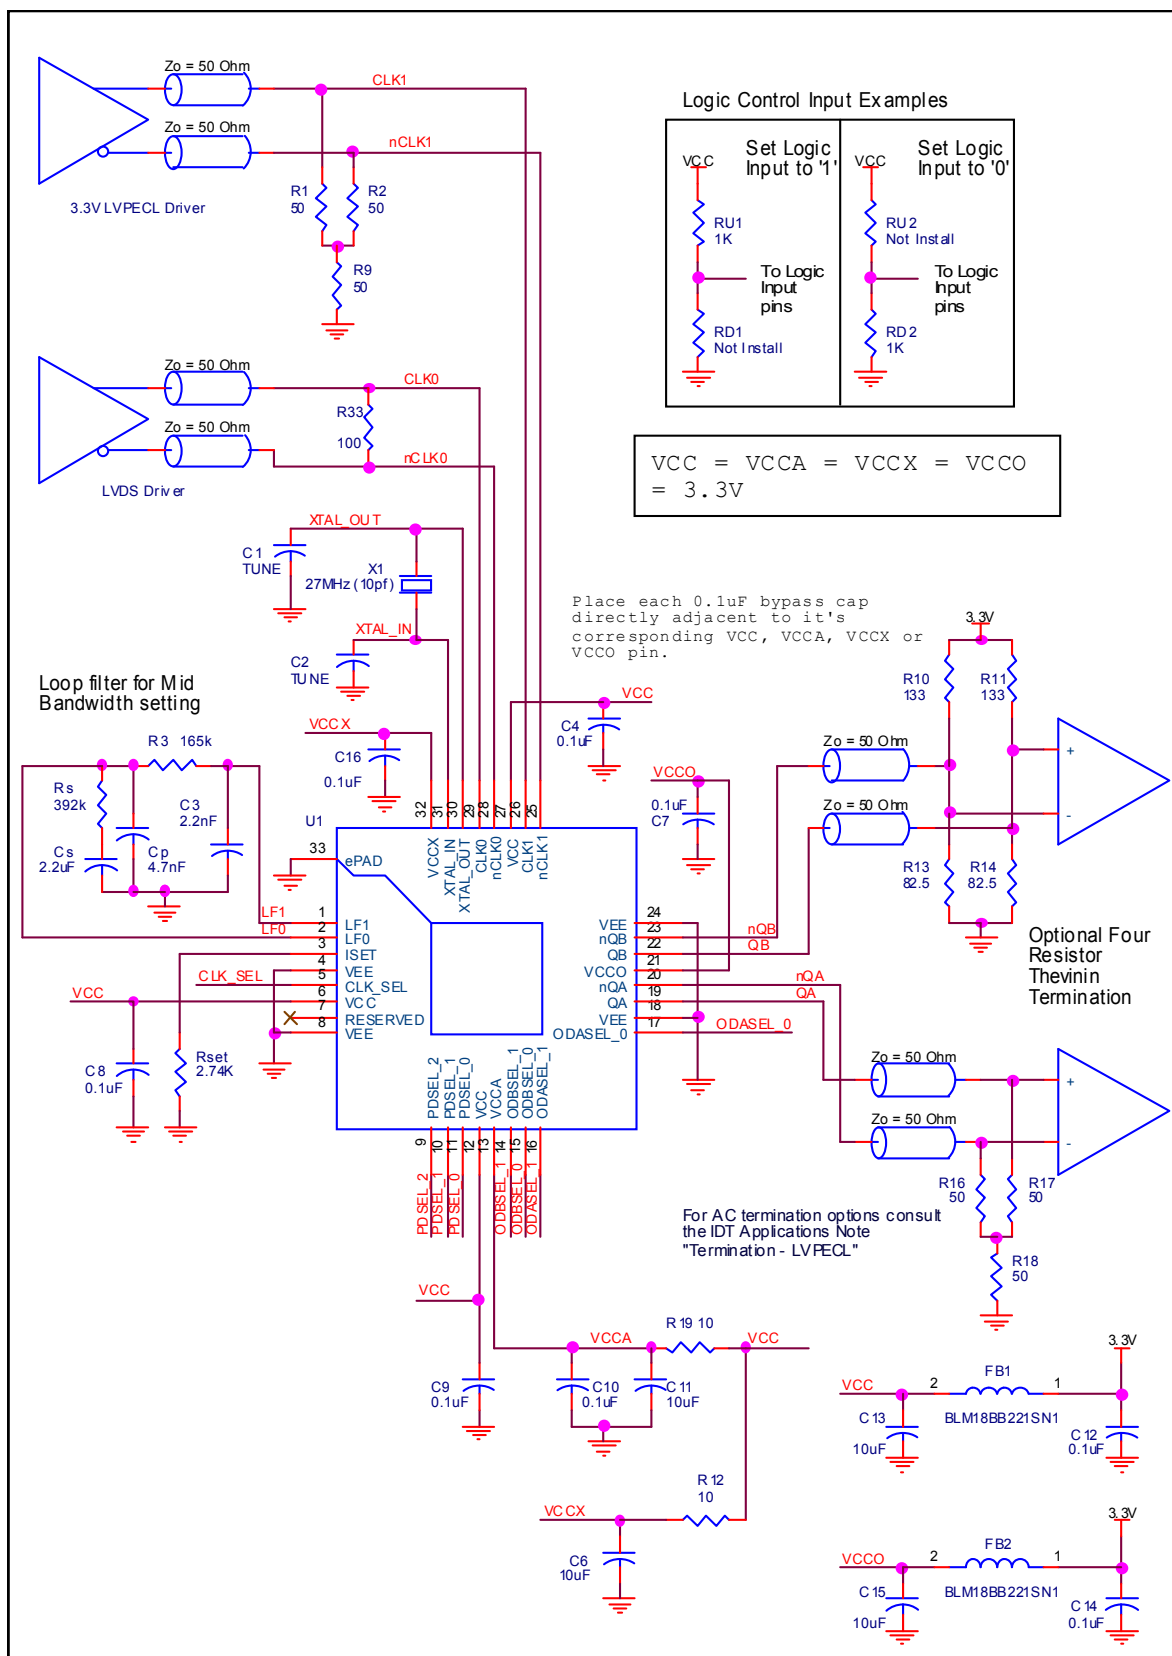 Zo = 50 Ohm
CLK1
Zo = 50 Ohm
nCLK1
R1
50
R2
50
3.3V LVPECL Driver
R9
50
Logic Control Input Examples
Set Logic
Input to '1'
VCC
RU1
1K
To Logic
Input
pins
RD1
Not Install
Set Logic
Input to '0'
VCC
RU2
Not Install
To Logic
Input
pins
RD2
1K
Zo = 50 Ohm
CLK0
R33
100
Zo = 50 Ohm
nCLK0
LVDS Driver
VCC = VCCA = VCCX = VCCO
= 3.3V
XTAL_OUT
C1
TUNE
X1
27MHz (10pf)
XTAL_IN
C2
TUNE
Place each 0.1uF bypass cap
directly adjacent to it's
corresponding VCC, VCCA, VCCX or
VCCO pin.
3.3V
R10
133
R11
133
Loop filter for Mid
Bandwidth setting
R3 165k
Rs
392k
C3
2.2nF
Cs
2.2uF
Cp
4.7nF
VCCX
C16
0.1uF
VCC
C4
0.1uF
VCCO
0.1uF
C7
Zo = 50 Ohm
Zo = 50 Ohm
+
-
R13
82.5
R14
82.5
U1
32
31
30
29
28
27
26
25
VCCX
XTAL_IN
XTAL_OUT
CLK0
nCLK0
VCC
CLK1
nCLK1
33
ePAD
LF1
LF0
1
2
3
4
5
6
7
8
LF1
LF0
ISET
VEE
CLK_SEL
VCC
RESERVED
VEE
CLK_SEL
VCC
C8
0.1uF
Rset
2.74K
24
23
22
21
20
19
18
17
VEE
nQB
QB
VCCO
nQA
QA
VEE
ODASEL_0
nQB
QB
nQA
QA
ODASEL_0
Optional Four
Resistor
Thevinin
Termination
PDSEL_2
PDSEL_1
PDSEL_0
VCC
VCCA
ODBSEL_1
ODBSEL_0
ODASEL_1
9
10
11
12
13
14
15
16
PDSEL_2
PDSEL_1
PDSEL_0
ODBSEL_1
ODBSEL_0
ODASEL_1
Zo = 50 Ohm
Zo = 50 Ohm
+
-
R16
50
R17
50
R18
50
For AC termination options consult
the IDT Applications Note
"Termination - LVPECL"
VCC
C9
0.1uF
VCCA
R19 10
VCC
C10
0.1uF
C11
10uF
R12
10
VCCX
C6
10uF
3.3V
VCC
2
FB1
1
BLM18BB221SN1
C13
10uF
C12
0.1uF
3.3V
VCCO
2
FB2
1
BLM18BB221SN1
C15
10uF
C14
0.1uF